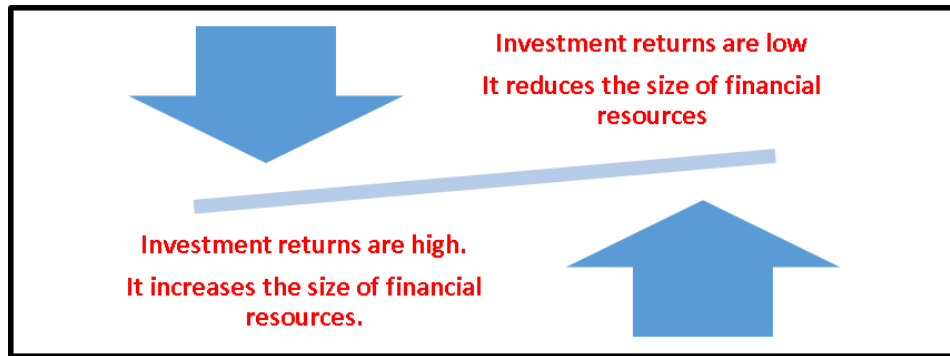 Investment returns are low
It reduces the size of financial
resources
Investment returns are high.
It increases the size of financial
resources.